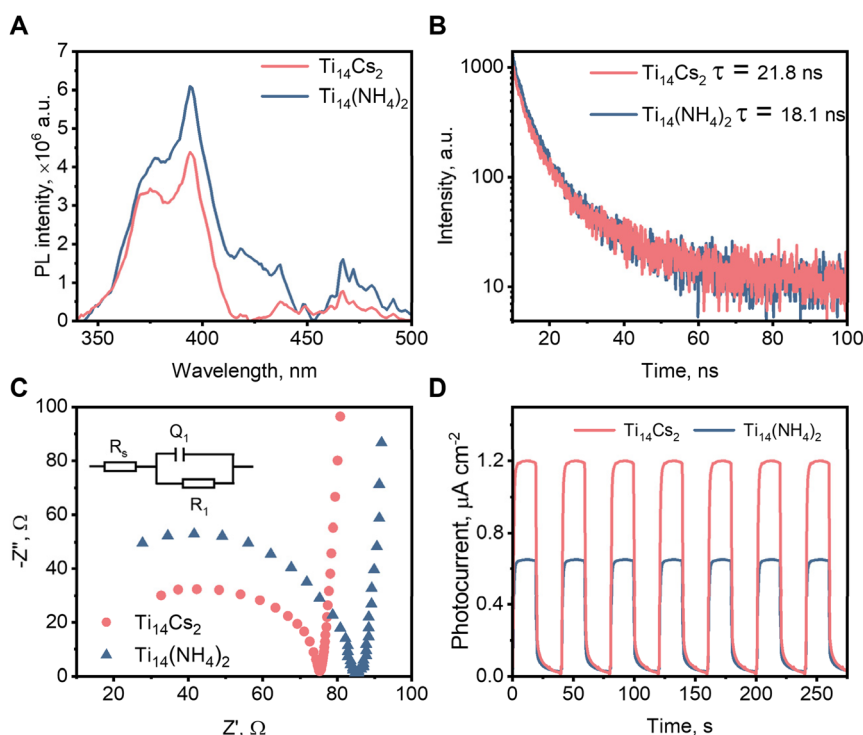 A
7
6
5
4
3
2
1
0
PL intenity, ×10⁶ a.u.
Ti₁₄Cs₂
Ti₁₄(NH₄)₂
350 400 450 500
Wavelength, nm
B
1000
100
10
Intensity, a.u.
Ti₁₄Cs₂ τ = 21.8 ns
Ti₁₄(NH₄)₂ τ = 18.1 ns
20 40 60 80 100
Time, ns
C
100
80
60
40
20
0
-Z'', Ω
Rₛ
Q₁
R₁
Ti₁₄Cs₂
Ti₁₄(NH₄)₂
20 40 60 80 100
Z', Ω
D
1.2
0.8
0.4
0.0
Photocurrent, μA cm⁻²
Ti₁₄Cs₂ Ti₁₄(NH₄)₂
0 50 100 150 200 250
Time, s